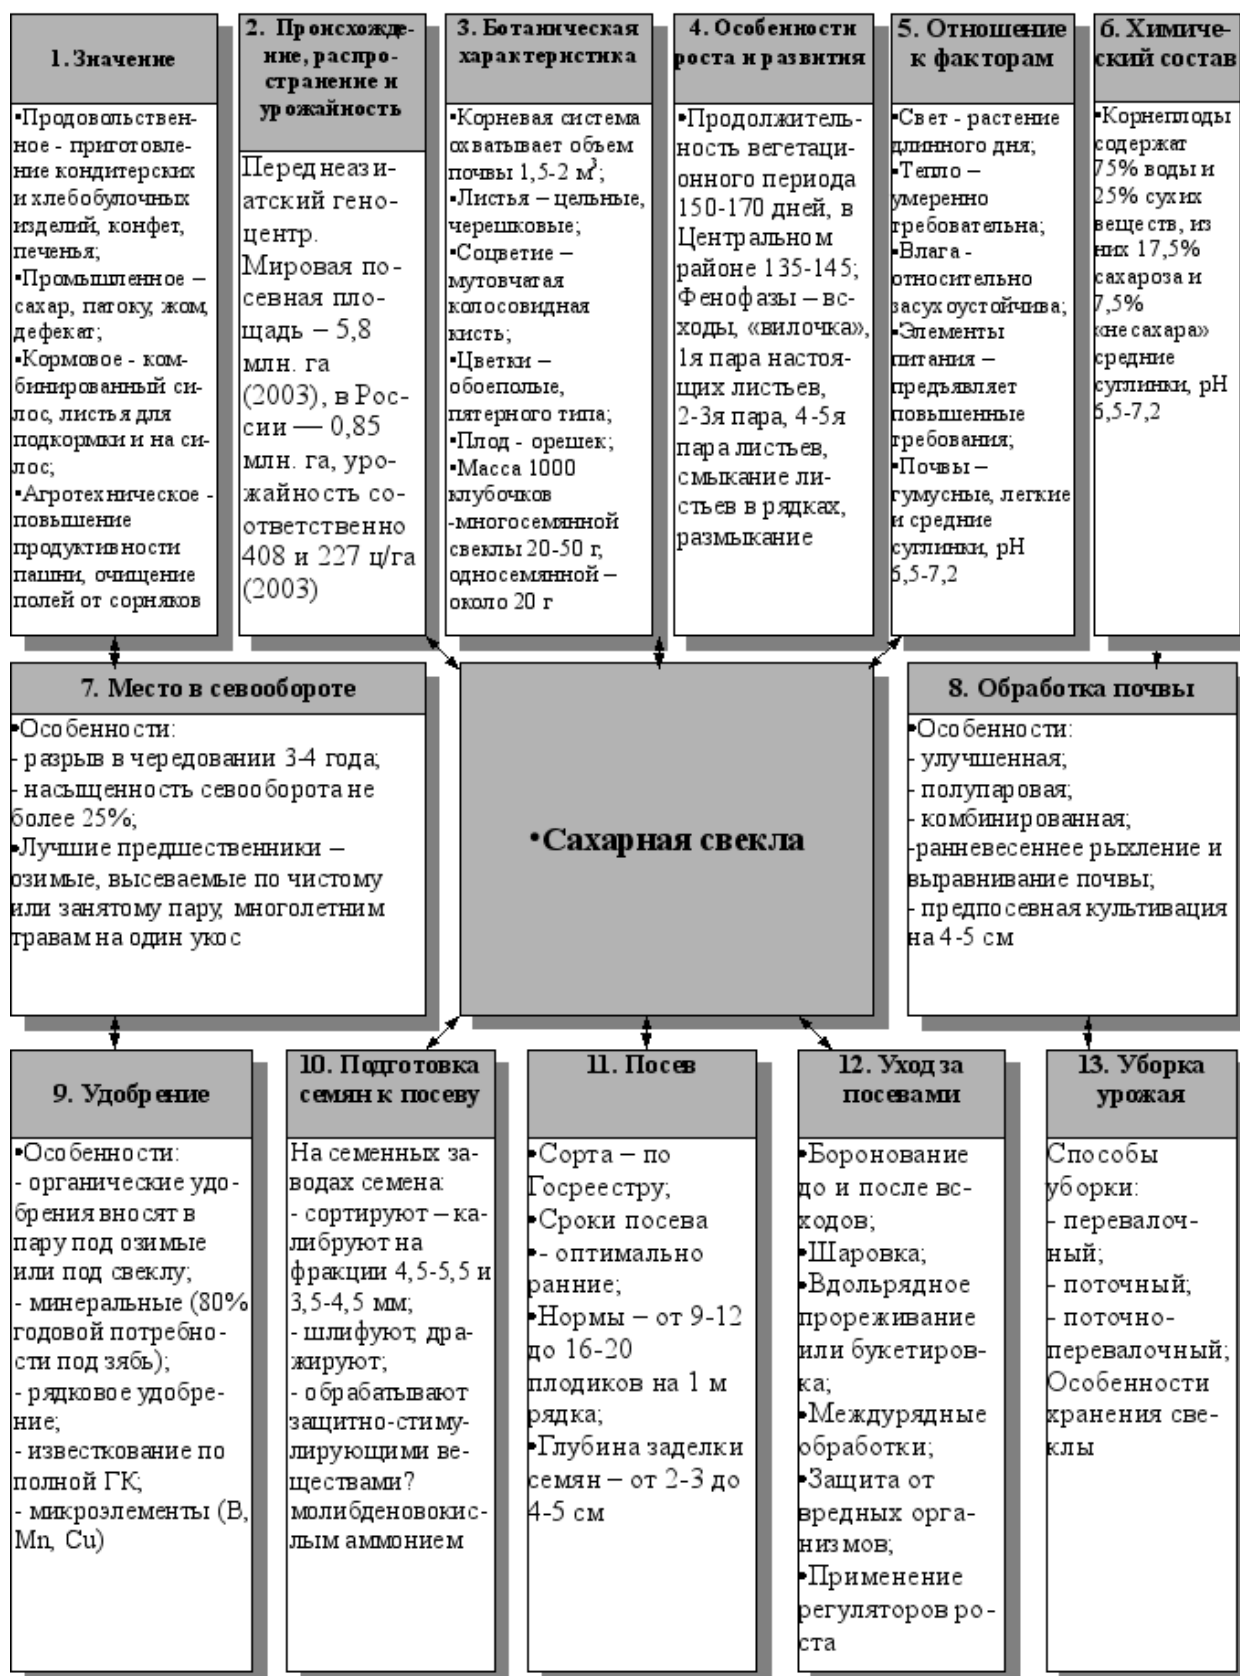 1. Значение
▪Продовольствен-
ное - приготовле-
ние кондитерских
и хлебобулочных
изделий, конфет,
печенья;
▪Промышленное –
сахар, патоку, жом,
дефекат;
▪Кормовое - ком-
бинированный си-
лос, листья для
подкормки и на си-
лос;
▪Агротехническое -
повышение
продуктивности
пашни, очищение
полей от сорняков
2. Происхожде-
ние, распро-
странение и
урожайность
Переднеази-
атский гено-
центр.
Мировая по-
севная пло-
щадь – 5,8
млн. га
(2003), в Рос-
сии — 0,85
млн. га, уро-
жайность со-
ответственно
408 и 227 ц/га
(2003)
3. Ботаническая
характеристика
▪Корневая система
охватывает объем
почвы 1,5-2 м³;
▪Листья – цельные,
черешковые;
▪Соцветие –
мутовчатая
колосовидная
кисть;
▪Цветки –
обоеполые,
пятерного типа;
▪Плод - орешек;
▪Масса 1000
клубочков
-многосемянной
свеклы 20-50 г,
односемянной –
около 20 г
4. Особенности
роста и развития
•Продолжитель-
ность вегетаци-
онного периода
150-170 дней, в
Центральном
районе 135-145;
Фенофазы – вс-
ходы, «вилочка»,
1я пара настоя-
щих листьев,
2-3я пара, 4-5я
пара листьев,
смыкание ли-
стьев в рядках,
размыкание
5. Отношение
к факторам
▪Свет - растение
длинного дня;
▪Тепло –
умеренно
требовательна;
▪Влага -
относительно
засухоустойчива;
▪Элементы
питания –
предъявляет
повышенные
требования;
▪Почвы –
гумусные, легкие
и средние
суглинки, рН
6,5-7,2
6. Химиче-
ский состав
▪Корнеплоды
содержат
75% воды и
25% сухих
веществ, из
них 17,5%
сахароза и
7,5%
«несахара»
средние
суглинки, рН
6,5-7,2
7. Место в севообороте
•Особенности:
- разрыв в чередовании 3-4 года;
- насыщенность севооборота не
более 25%;
•Лучшие предшественники –
озимые, высеваемые по чистому
или занятому пару, многолетним
травам на один укос
•Сахарная свекла
8. Обработка почвы
•Особенности:
- улучшенная;
- полупаровая;
- комбинированная;
-ранневесеннее рыхление и
выравнивание почвы;
- предпосевная культивация
на 4-5 см
9. Удобрение
•Особенности:
- органические удо-
брения вносят в
пару под озимые
или под свеклу;
- минеральные (80%
годовой потребно-
сти под зябь);
- рядковое удобре-
ние;
- известкование по
полной ГК;
- микроэлементы (B,
Mn, Cu)
10. Подготовка
семян к посеву
На семенных за-
водах семена:
- сортируют – ка-
либруют на
фракции 4,5-5,5 и
3,5-4,5 мм;
- шлифуют, дра-
жируют;
- обрабатывают
защитно-стиму-
лирующими ве-
ществами?
молибденовокис-
лым аммонием
11. Посев
•Сорта – по
Госреестру;
•Сроки посева
•- оптимально
ранние;
•Нормы – от 9-12
до 16-20
плодиков на 1 м
рядка;
•Глубина заделки
семян – от 2-3 до
4-5 см
12. Уход за
посевами
•Боронование
до и после вс-
ходов;
•Шаровка;
•Вдольрядное
прореживание
или букетиров-
ка;
•Междурядные
обработки;
•Защита от
вредных орга-
низмов;
•Применение
регуляторов ро-
ста
13. Уборка
урожая
Способы
уборки:
- перевалоч-
ный;
- поточный;
- поточно-
перевалочный;
Особенности
хранения све-
клы